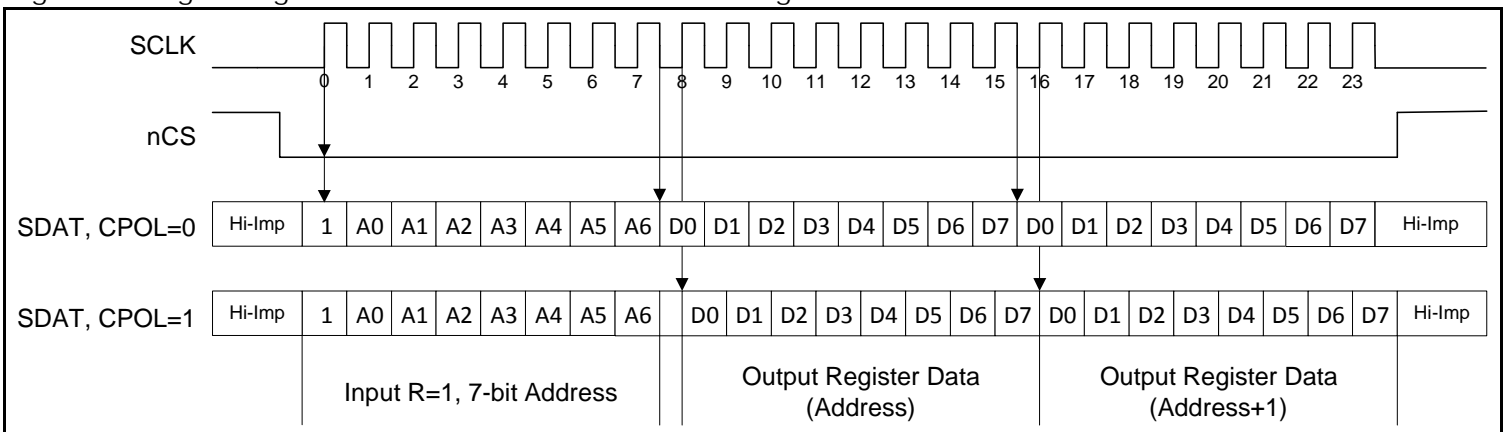 SCLK
0 1 2 3 4 5 6 7 8 9 10 11 12 13 14 15 16 17 18 19 20 21 22 23
nCS
SDAT, CPOL=0 Hi-Imp 1 A0 A1 A2 A3 A4 A5 A6 D0 D1 D2 D3 D4 D5 D6 D7 D0 D1 D2 D3 D4 D5 D6 D7 Hi-Imp
SDAT, CPOL=1 Hi-Imp 1 A0 A1 A2 A3 A4 A5 A6 D0 D1 D2 D3 D4 D5 D6 D7 D0 D1 D2 D3 D4 D5 D6 D7 Hi-Imp
Input R=1, 7-bit Address
Output Register Data
(Address)
Output Register Data
(Address+1)